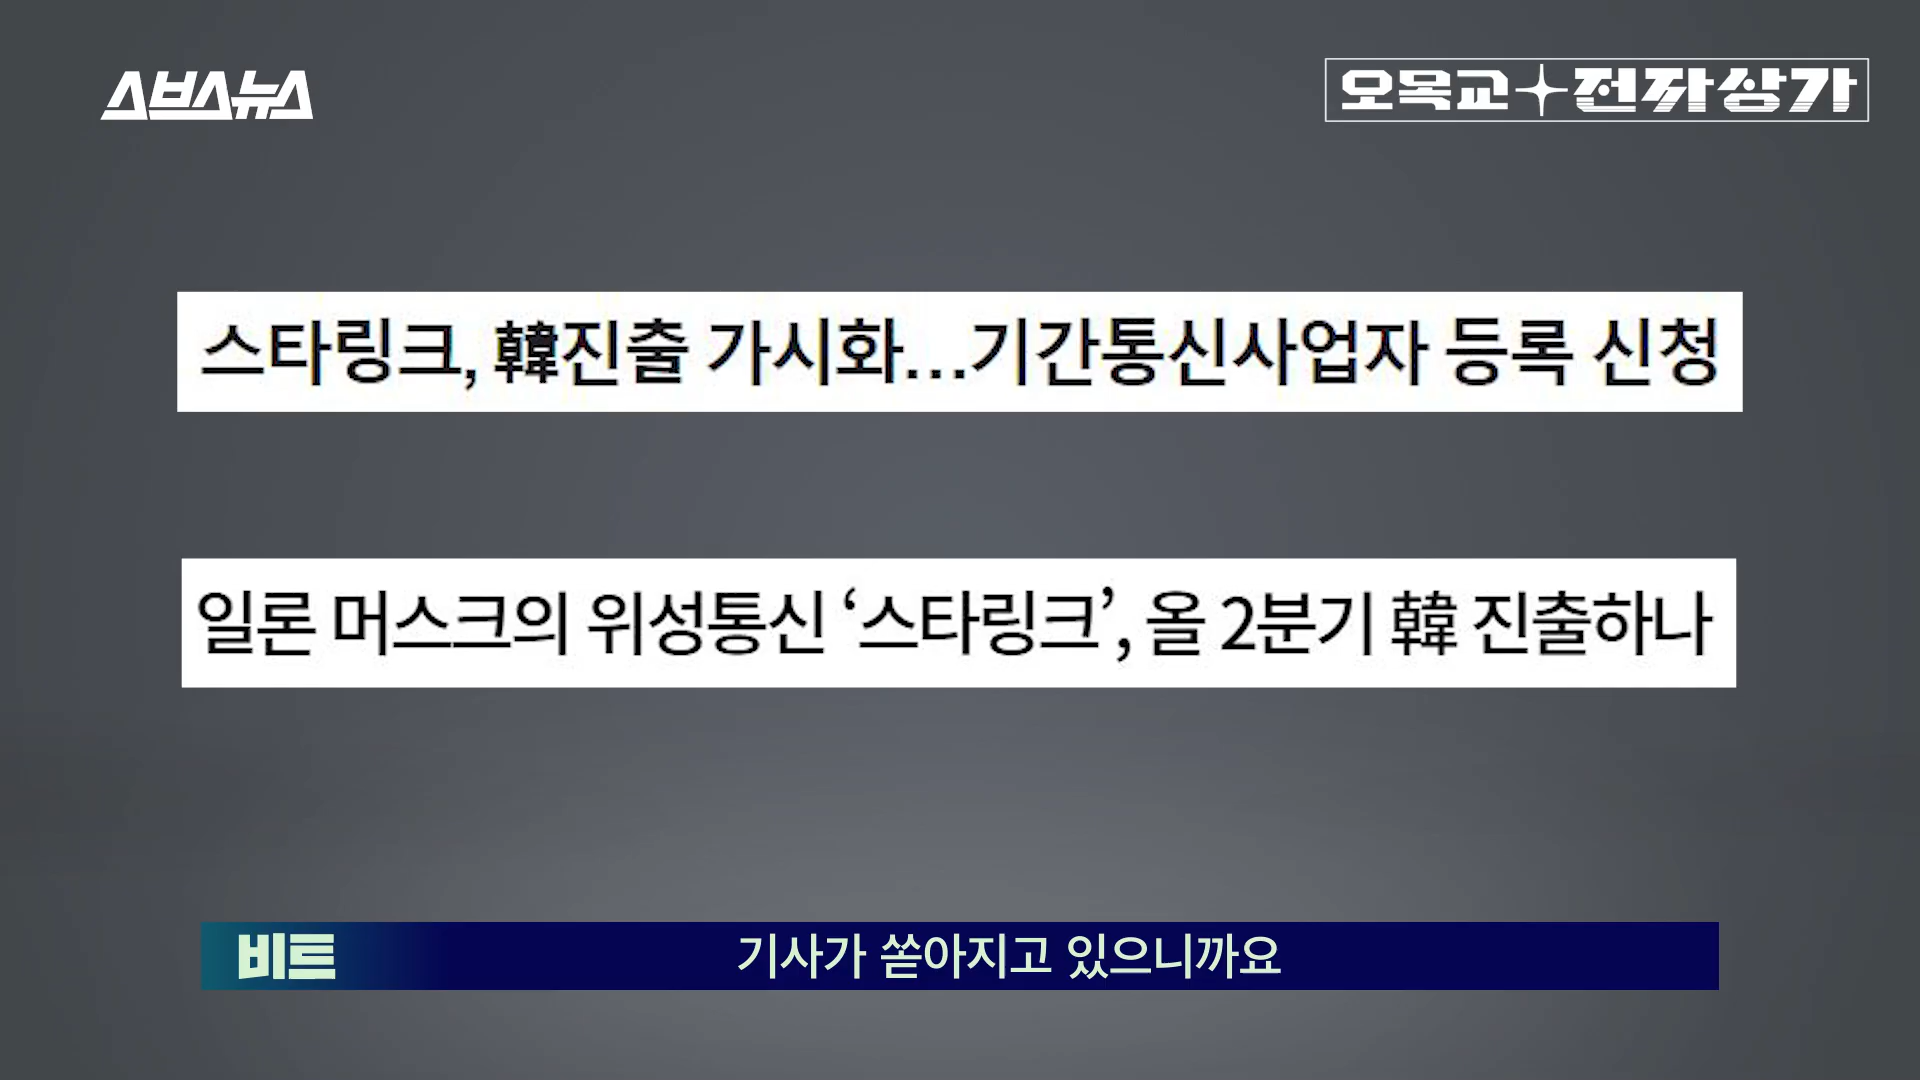 스브스뉴스
오목교 전자상가
스타링크, 韓진출 가시화...기간통신사업자 등록 신청
일론 머스크의 위성통신 ‘스타링크’, 올 2분기 韓 진출하나
비트 기사가 쏟아지고 있으니까요